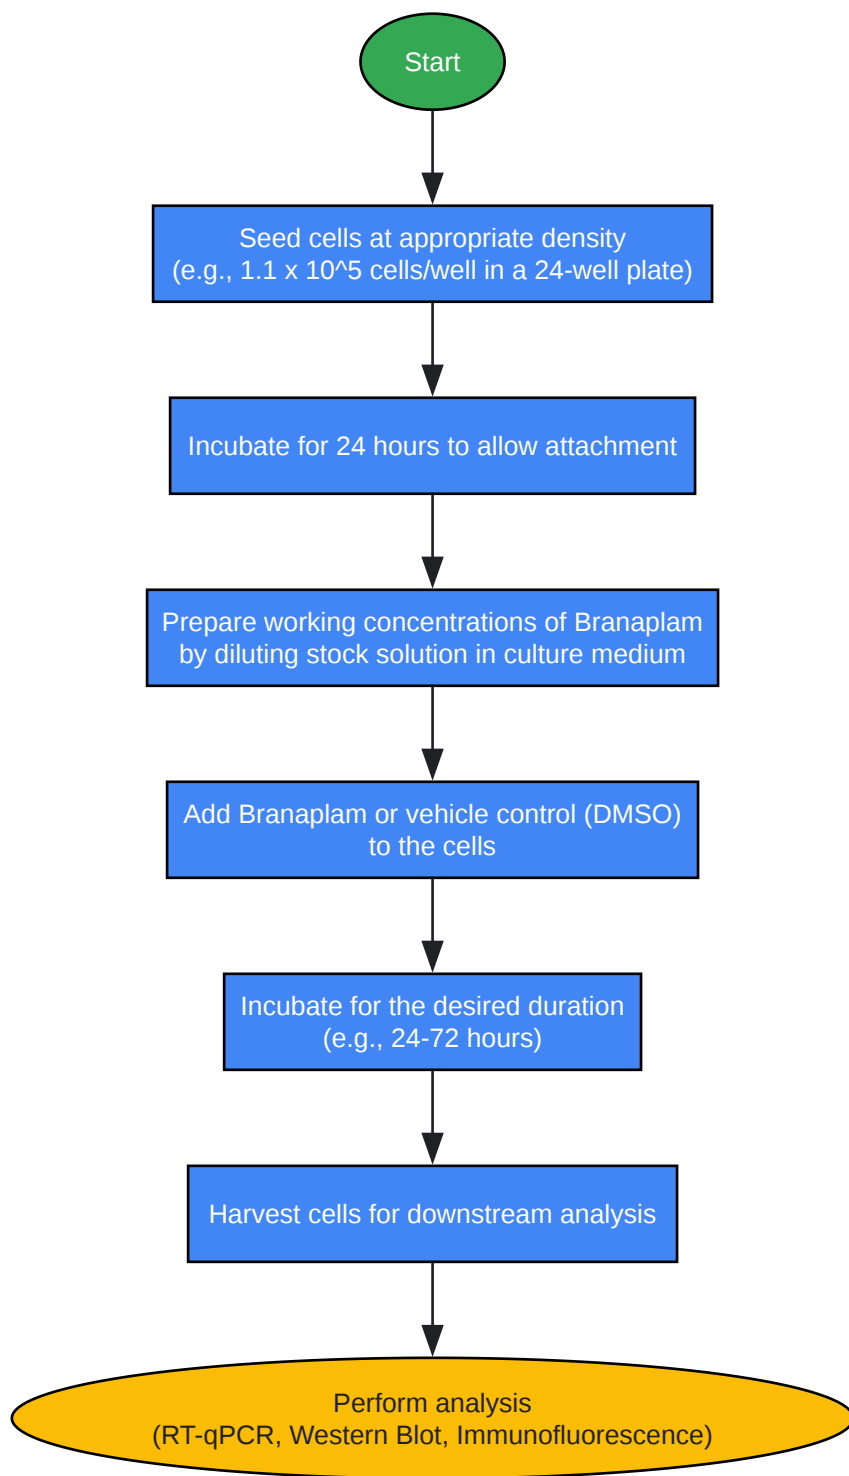 Start
Seed cells at appropriate density
(e.g., 1.1 x 10^5 cells/well in a 24-well plate)
Incubate for 24 hours to allow attachment
Prepare working concentrations of Branaplam
by diluting stock solution in culture medium
Add Branaplam or vehicle control (DMSO)
to the cells
Incubate for the desired duration
(e.g., 24-72 hours)
Harvest cells for downstream analysis
Perform analysis
(RT-qPCR, Western Blot, Immunofluorescence)